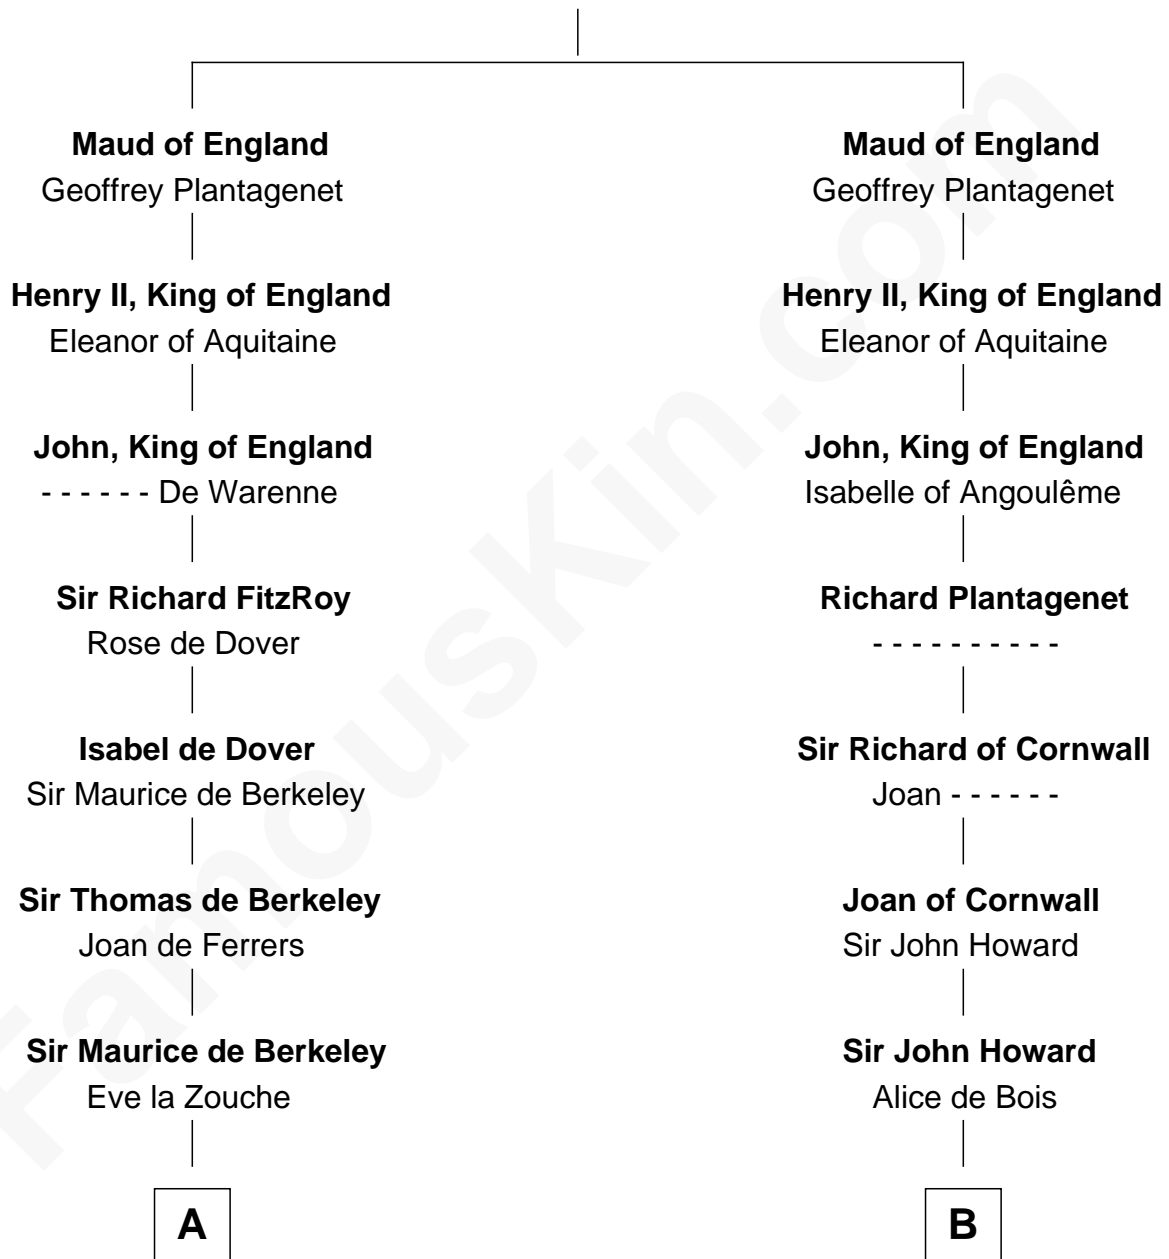 Maud of England
Geoffrey Plantagenet
Henry II, King of England
Eleanor of Aquitaine
John, King of England
- - - - - - De Warenne
Sir Richard FitzRoy
Rose de Dover
Isabel de Dover
Sir Maurice de Berkeley
Sir Thomas de Berkeley
Joan de Ferrers
Sir Maurice de Berkeley
Eve la Zouche
A
Maud of England
Geoffrey Plantagenet
Henry II, King of England
Eleanor of Aquitaine
John, King of England
Isabelle of Angoulême
Richard Plantagenet
- - - - - - - - - -
Sir Richard of Cornwall
Joan - - - - - -
Joan of Cornwall
Sir John Howard
Sir John Howard
Alice de Bois
B
FamousKin.com